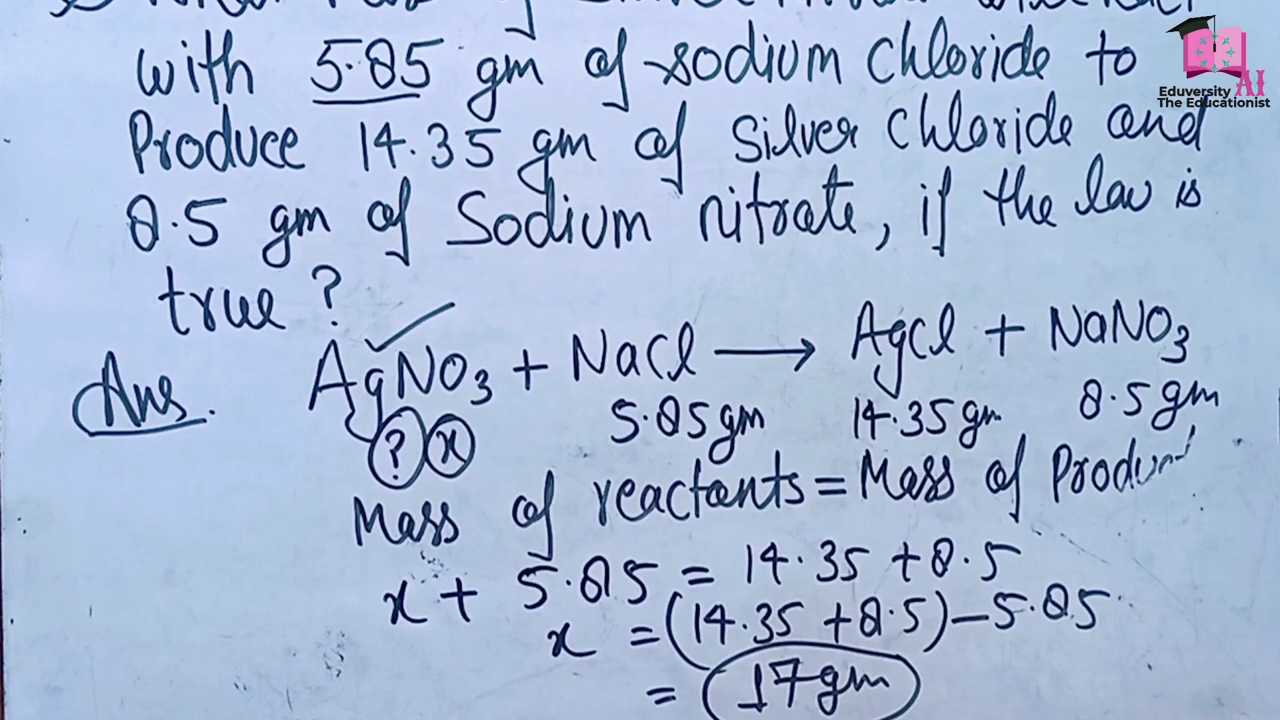 with 5.85 gm of sodium chloride to
Produce 14.35 gm of Silver Chloride and
8.5 gm of Sodium nitrate, if the law is
true ?
Ans. AgNO3 + NaCl ⟶ AgCl + NaNO3
? x 5.85gm 14.35gm 8.5gm
Mass of reactants = Mass of
x + 5.85 = 14.35 + 8.5
x = (14.35 + 8.5) – 5.85
= 17gm
AI
Eduversity
The Educationist